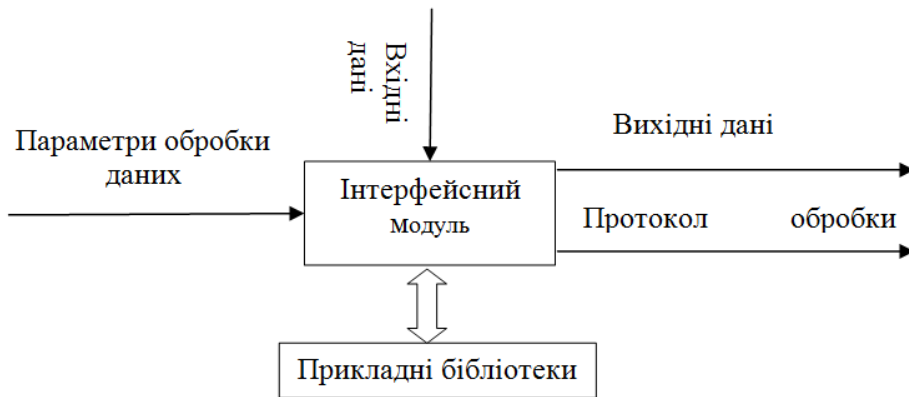 Вхідні
дані
Параметри обробки
даних
Вихідні дані
Інтерфейсний
модуль
Протокол обробки
Прикладні бібліотеки